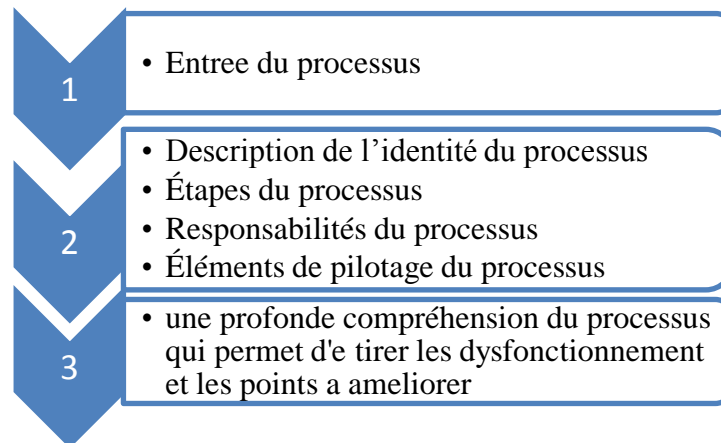 1
• Entree du processus
2
• Description de l’identité du processus
• Étapes du processus
• Responsabilités du processus
• Éléments de pilotage du processus
3
• une profonde compréhension du processus
qui permet d'e tirer les dysfonctionnement
et les points a ameliorer